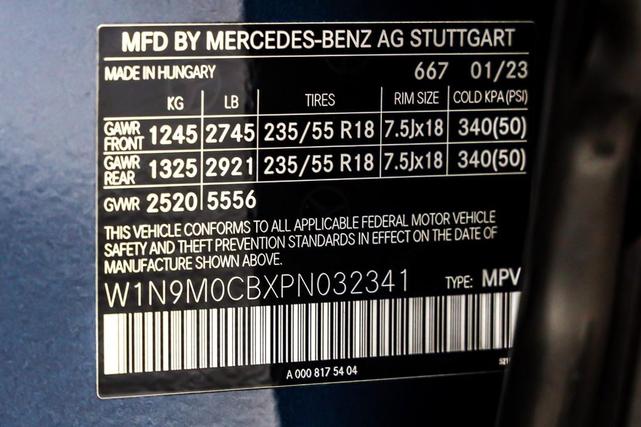 MFD BY MERCEDES-BENZ AG STUTTGART
MADE IN HUNGARY 667 01/23
KG LB TIRES RIM SIZE COLD KPA(PSI)
GAWR FRONT 1245 2745 235/55 R18 7.5Jx18 340(50)
GAWR REAR 1325 2921 235/55 R18 7.5Jx18 340(50)
GVWR 2520 5556
THIS VEHICLE CONFORMS TO ALL APPLICABLE FEDERAL MOTOR VEHICLE
SAFETY AND THEFT PREVENTION STANDARDS IN EFFECT ON THE DATE OF
MANUFACTURE SHOWN ABOVE.
W1N9M0CBXPN032341 TYPE: MPV
A 000 817 54 04